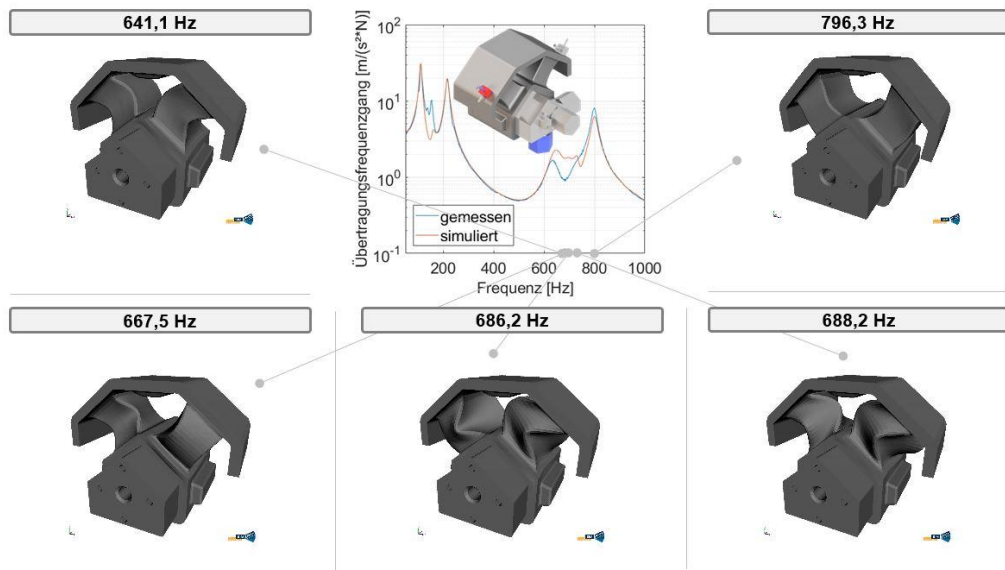 641,1 Hz
796,3 Hz
Übertragungsfrequenzgang [m/(s²*N)]
10²
10¹
10⁰
10⁻¹
gemessen
simuliert
200
400
600
800
1000
Frequenz [Hz]
667,5 Hz
686,2 Hz
688,2 Hz